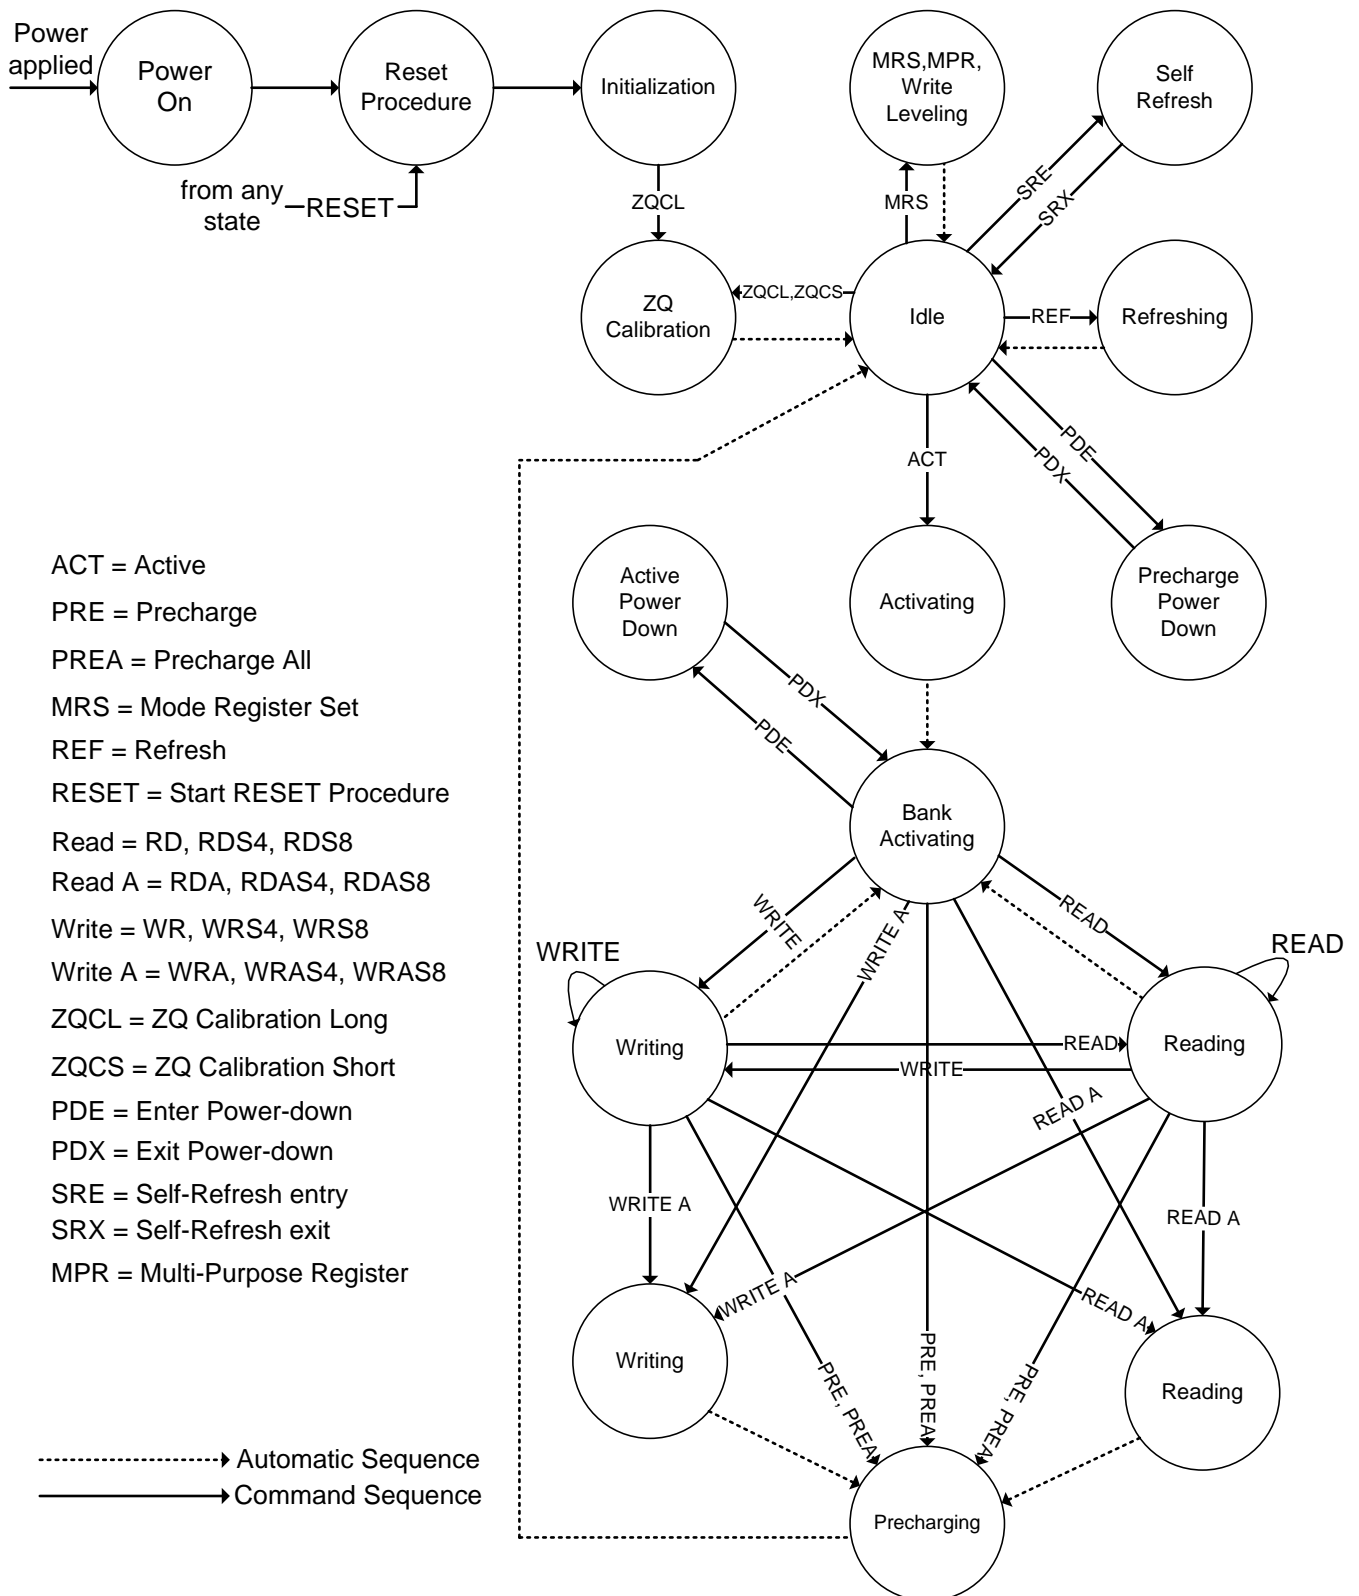 Power
applied
Power
On
Reset
Procedure
Initialization
MRS,MPR,
Write
Leveling
Self
Refresh
from any
state
RESET
ZQCL
MRS
SRE
SRX
ZQ
Calibration
ZQCL,ZQCS
Idle
REF
Refreshing
ACT
PDE
PDX
Active
Power
Down
Activating
Precharge
Power
Down
ACT = Active
PRE = Precharge
PREA = Precharge All
MRS = Mode Register Set
REF = Refresh
RESET = Start RESET Procedure
Read = RD, RDS4, RDS8
Read A = RDA, RDAS4, RDAS8
Write = WR, WRS4, WRS8
Write A = WRA, WRAS4, WRAS8
ZQCL = ZQ Calibration Long
ZQCS = ZQ Calibration Short
PDE = Enter Power-down
PDX = Exit Power-down
SRE = Self-Refresh entry
SRX = Self-Refresh exit
MPR = Multi-Purpose Register
PDX
PDE
Bank
Activating
WRITE
WRITE A
READ
WRITE
READ
Writing
READ
WRITE
Reading
READ A
WRITE A
READ A
WRITE A
READ A
PRE, PREA
PRE, PREA
PRE, PREA
Writing
Reading
Precharging
Automatic Sequence
Command Sequence